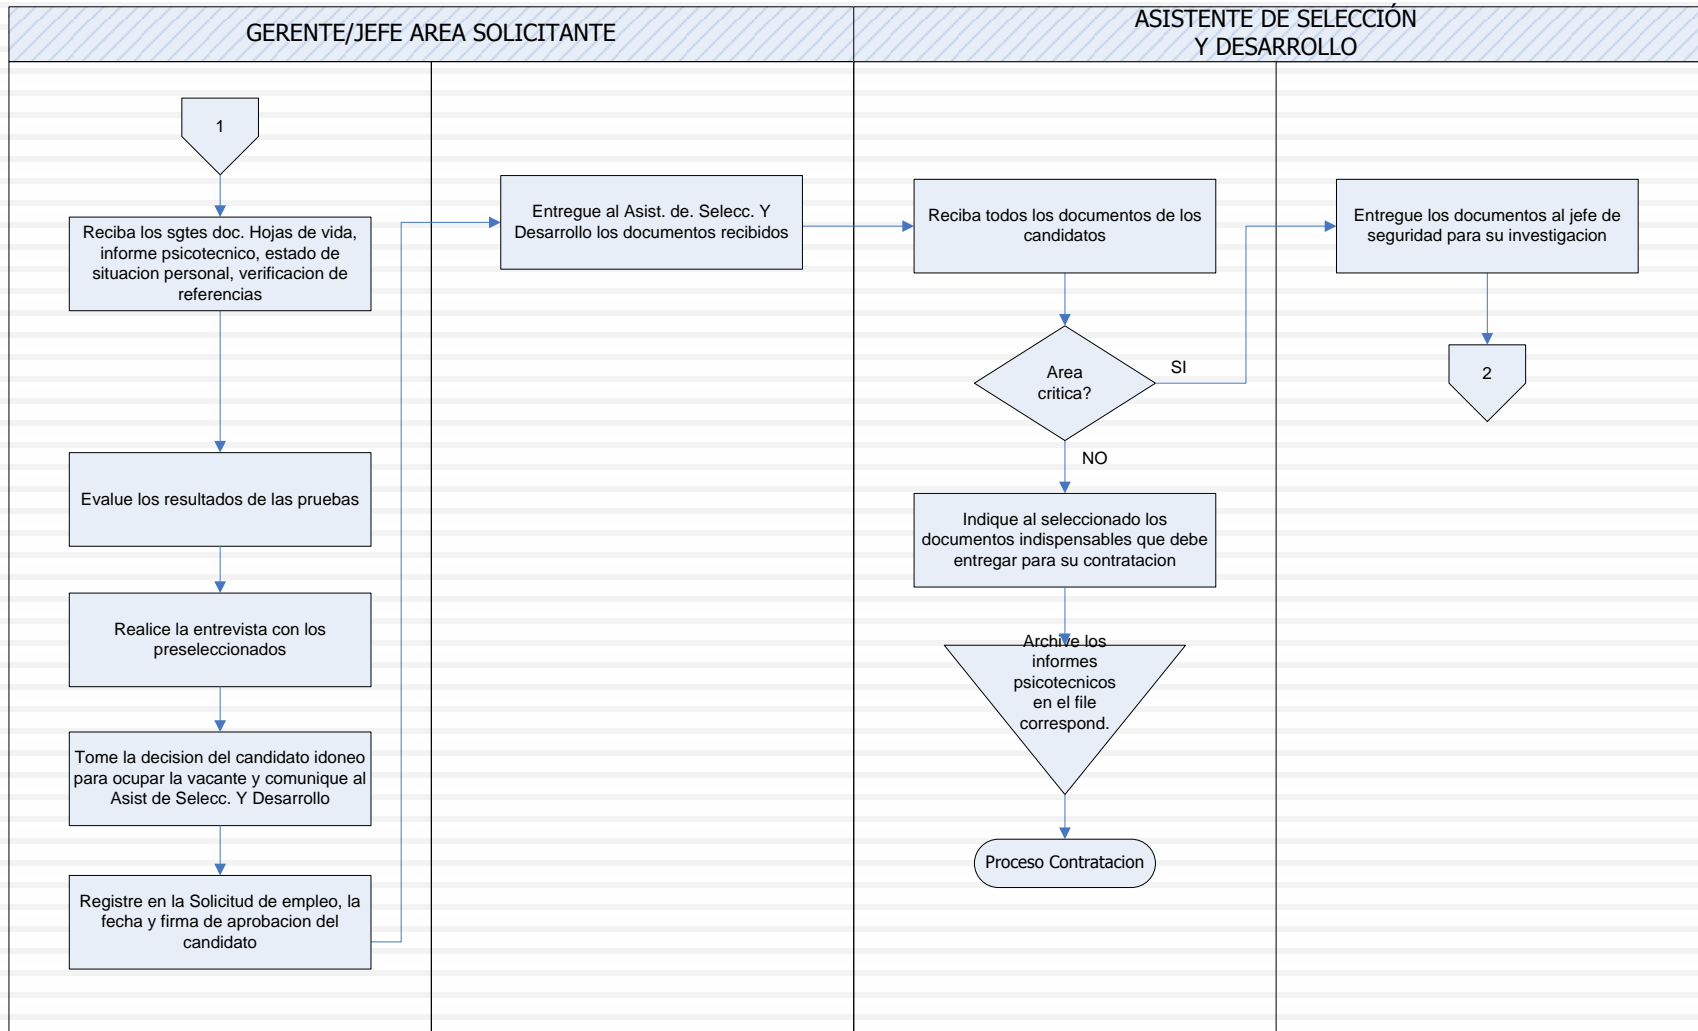 GERENTE/JEFE AREA SOLICITANTE
ASISTENTE DE SELECCIÓN
Y DESARROLLO
1
Reciba los sgtes doc. Hojas de vida,
informe psicotecnico, estado de
situacion personal, verificacion de
referencias
Evalue los resultados de las pruebas
Realice la entrevista con los
preseleccionados
Tome la decision del candidato idoneo
para ocupar la vacante y comunique al
Asist de Selecc. Y Desarrollo
Registre en la Solicitud de empleo, la
fecha y firma de aprobacion del
candidato
Entregue al Asist. de. Selecc. Y
Desarrollo los documentos recibidos
Reciba todos los documentos de los
candidatos
Area
critica?
SI
NO
Indique al seleccionado los
documentos indispensables que debe
entregar para su contratacion
Archive los
informes
psicotecnicos
en el file
correspond.
Proceso Contratacion
Entregue los documentos al jefe de
seguridad para su investigacion
2